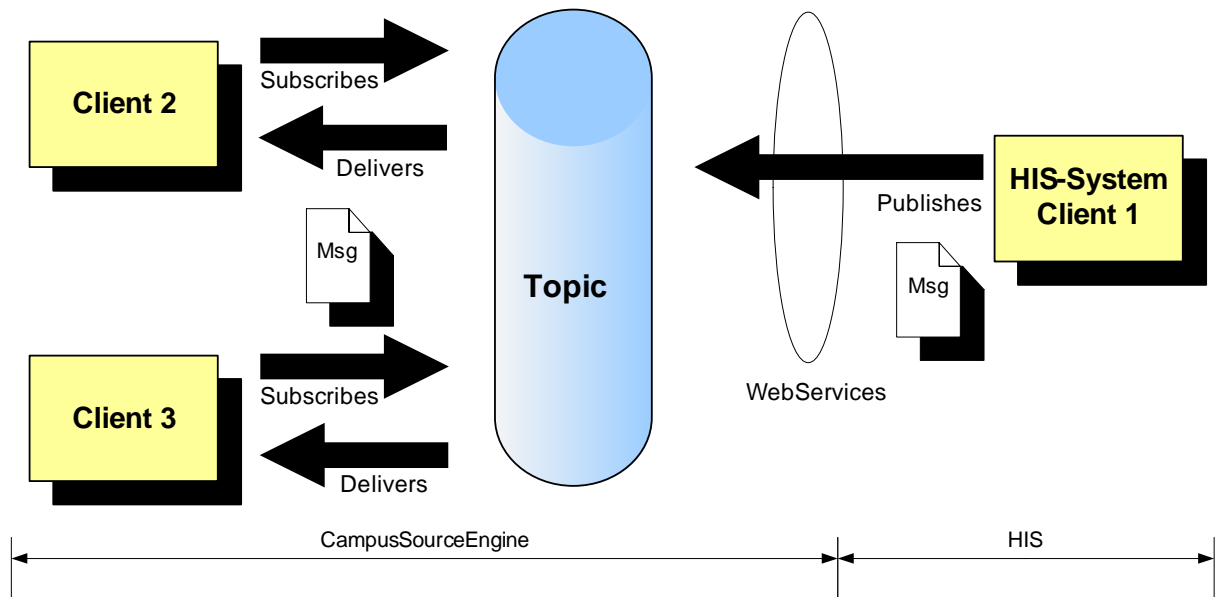 Client 2
Subscribes
Delivers
Msg
Topic
Publishes
HIS-System
Client 1
Msg
WebServices
Client 3
Subscribes
Delivers
CampusSourceEngine
HIS